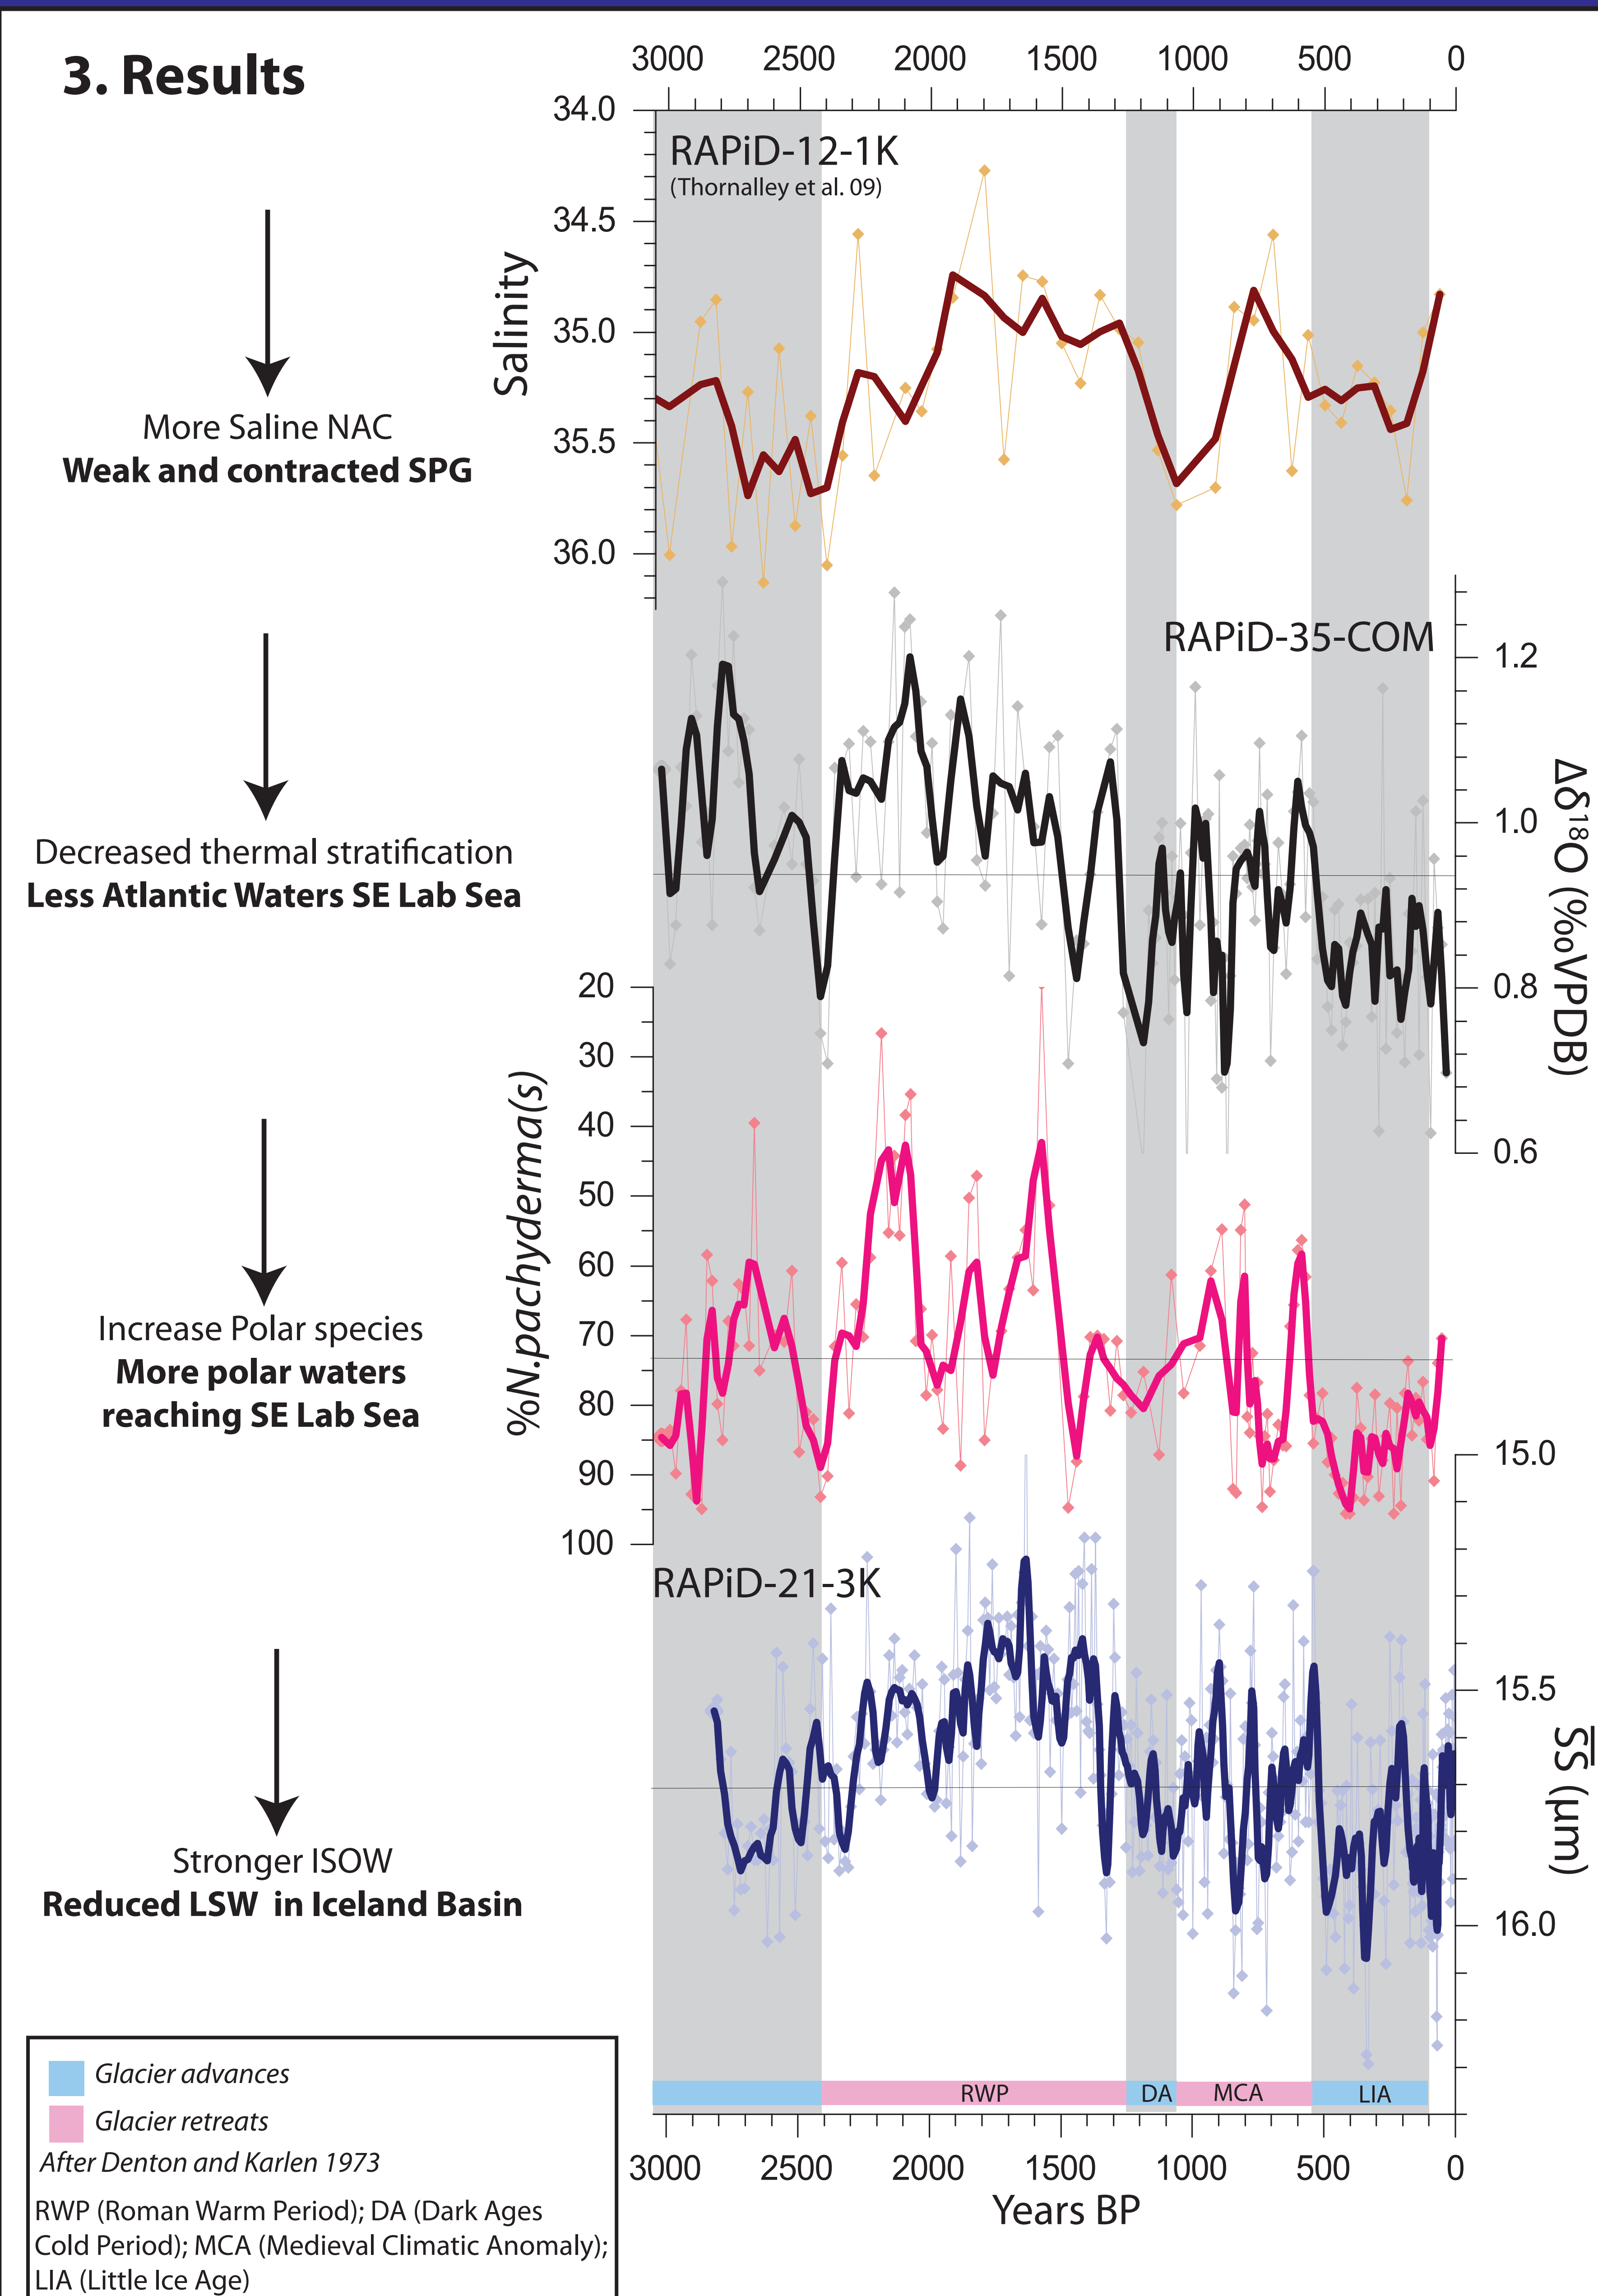 3. Results
3000 2500 2000 1500 1000 500 0
34.0
34.5
35.0
35.5
36.0
Salinity
RAPiD-12-1K
(Thornalley et al. 09)
More Saline NAC
Weak and contracted SPG
RAPiD-35-COM
1.2
1.0
0.8
0.6
Δδ18O (‰VPDB)
Decreased thermal stratification
Less Atlantic Waters SE Lab Sea
20
30
40
50
60
70
80
90
100
%N.pachyderma(s)
Increase Polar species
More polar waters
reaching SE Lab Sea
RAPiD-21-3K
15.0
15.5
16.0
SS (µm)
Stronger ISOW
Reduced LSW in Iceland Basin
RWP DA MCA LIA
3000 2500 2000 1500 1000 500 0
Years BP
Glacier advances
Glacier retreats
After Denton and Karlen 1973
RWP (Roman Warm Period); DA (Dark Ages
Cold Period); MCA (Medieval Climatic Anomaly);
LIA (Little Ice Age)